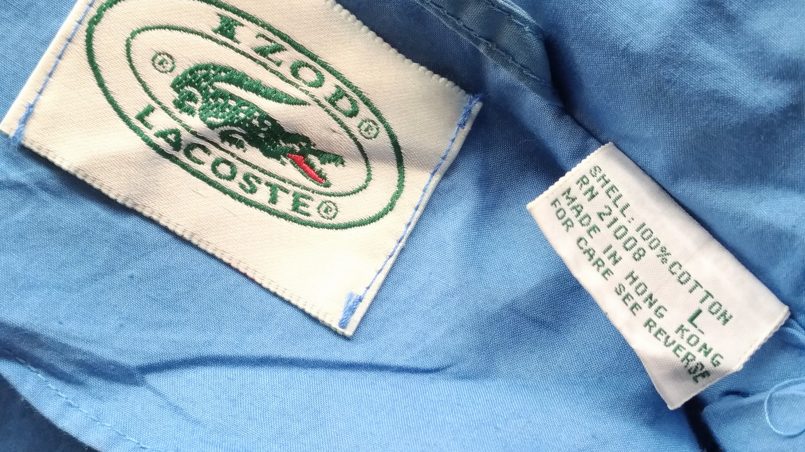 IZOD®
®
LACOSTE®
SHELL: 100% COTTON
RN 21008 L
MADE IN HONG KONG
FOR CARE SEE REVERSE